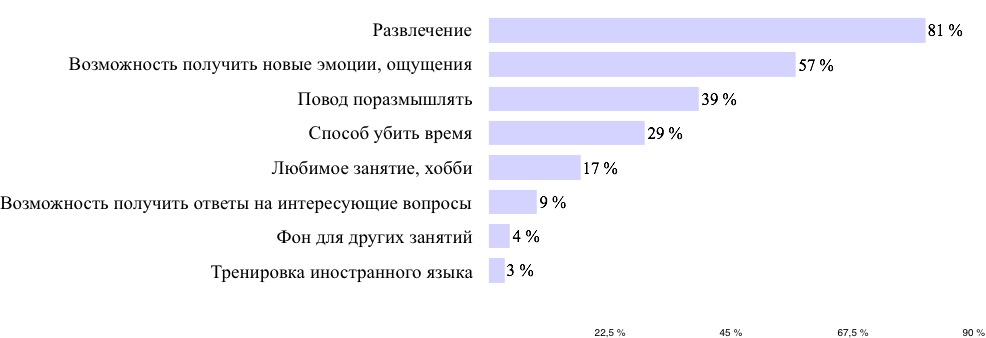 Развлечение 81 %
Возможность получить новые эмоции, ощущения 57 %
Повод поразмышлять 39 %
Способ убить время 29 %
Любимое занятие, хобби 17 %
Возможность получить ответы на интересующие вопросы 9 %
Фон для других занятий 4 %
Тренировка иностранного языка 3 %
22,5 % 45 % 67,5 % 90 %